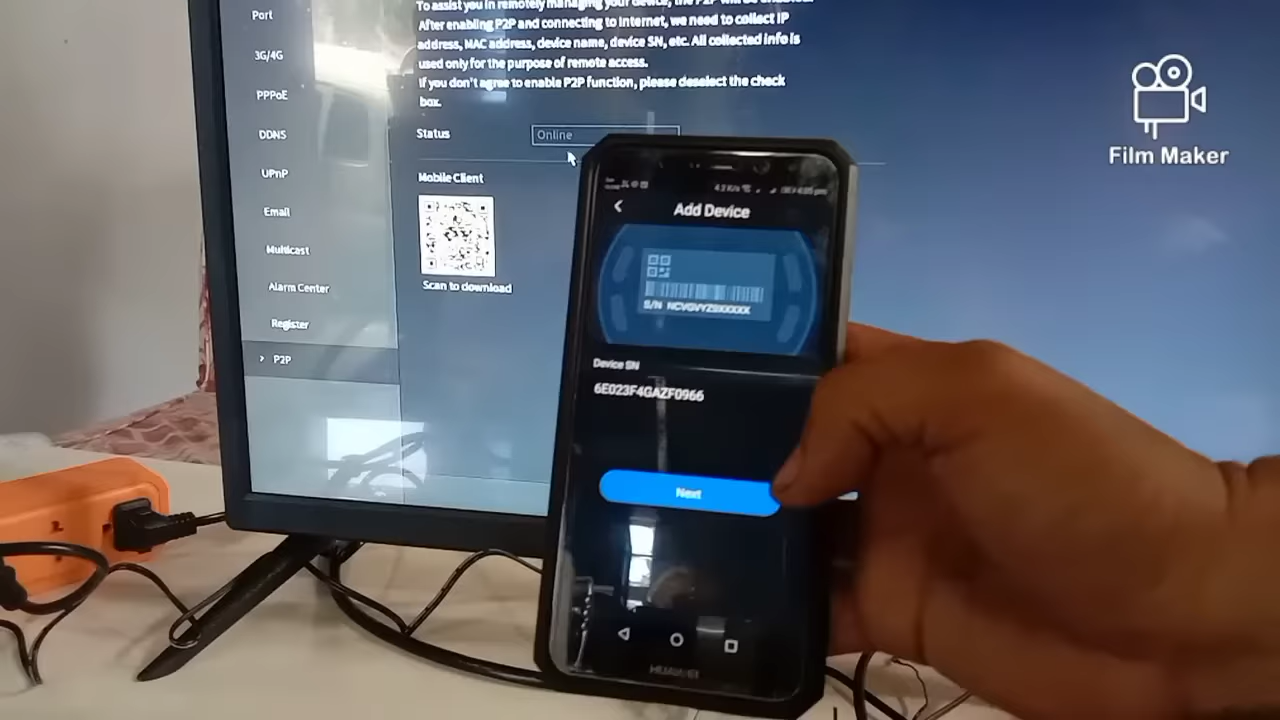 Port
3G/4G
PPPoE
DDNS
UPnP
Email
Multicast
Alarm Center
Register
> P2P
To assist you in remotely managing your device, the P2P will be
After enabling P2P and connecting to Internet, we need to collect IP
address, MAC address, device name, device SN, etc. All collected info is
used only for the purpose of remote access.
If you don't agree to enable P2P function, please deselect the check
box.
Status
Online
Mobile Client
Scan to download
Add Device
S/N NCVGVYZ9XXXXX
Device SN
6E023F4GAZF0966
Next
HUAWEI
Film Maker